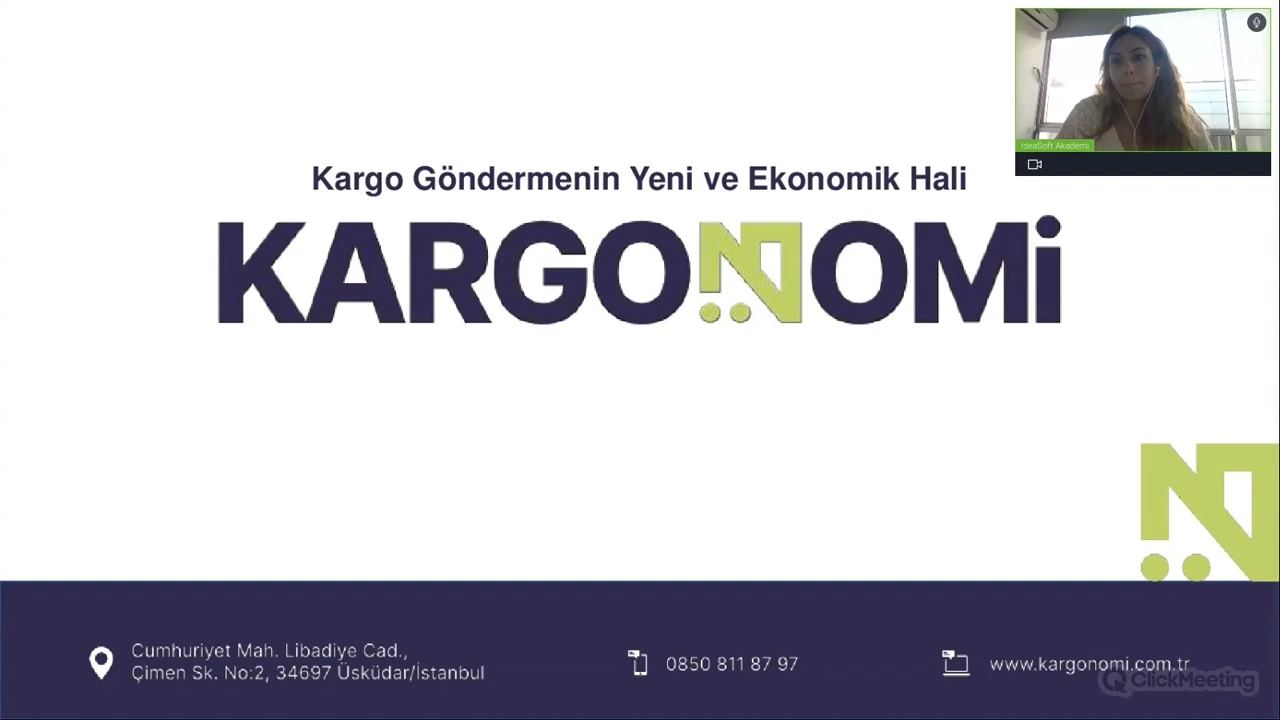 IdeaSoft Akademi
Kargo Göndermenin Yeni ve Ekonomik Hali
KARGONOMi
Cumhuriyet Mah. Libadiye Cad.,
Çimen Sk. No:2, 34697 Üsküdar/İstanbul
0850 811 87 97
www.kargonomi.com.tr
ClickMeeting